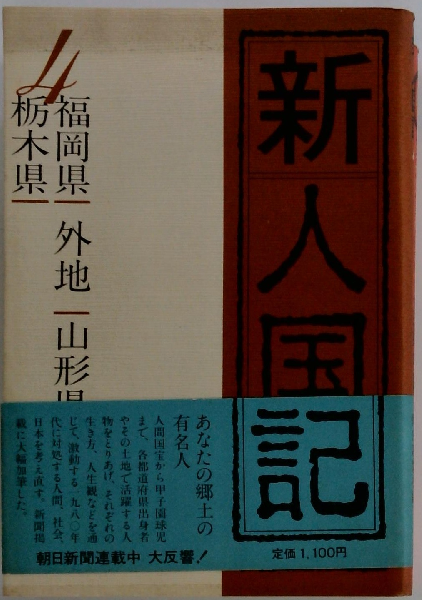 新人国記
4
福岡県 外地 山形県
栃木県
あなたの郷土の
有名人
人間国宝から甲子園球児
まで、各都道府県出身者
やその土地で活躍する人
物をとりあげ、それぞれの
生き方、人生観などを通
じて、激動する一九八〇年
代に対処する人間、社会、
日本を考え直す。新聞掲
載に大幅加筆した。
朝日新聞連載中 大反響!
定価1,100円